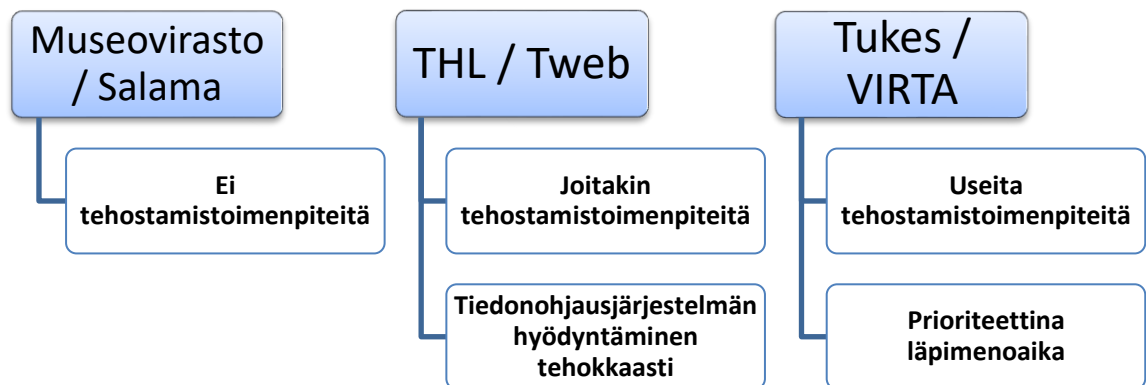 Museovirasto
/ Salama
Ei
tehostamistoimenpiteitä
THL / Tweb
Joitakin
tehostamistoimenpiteitä
Tiedonohjausjärjestelmän
hyödyntäminen
tehokkaasti
Tukes /
VIRTA
Useita
tehostamistoimenpiteitä
Prioriteettina
läpimenoaika